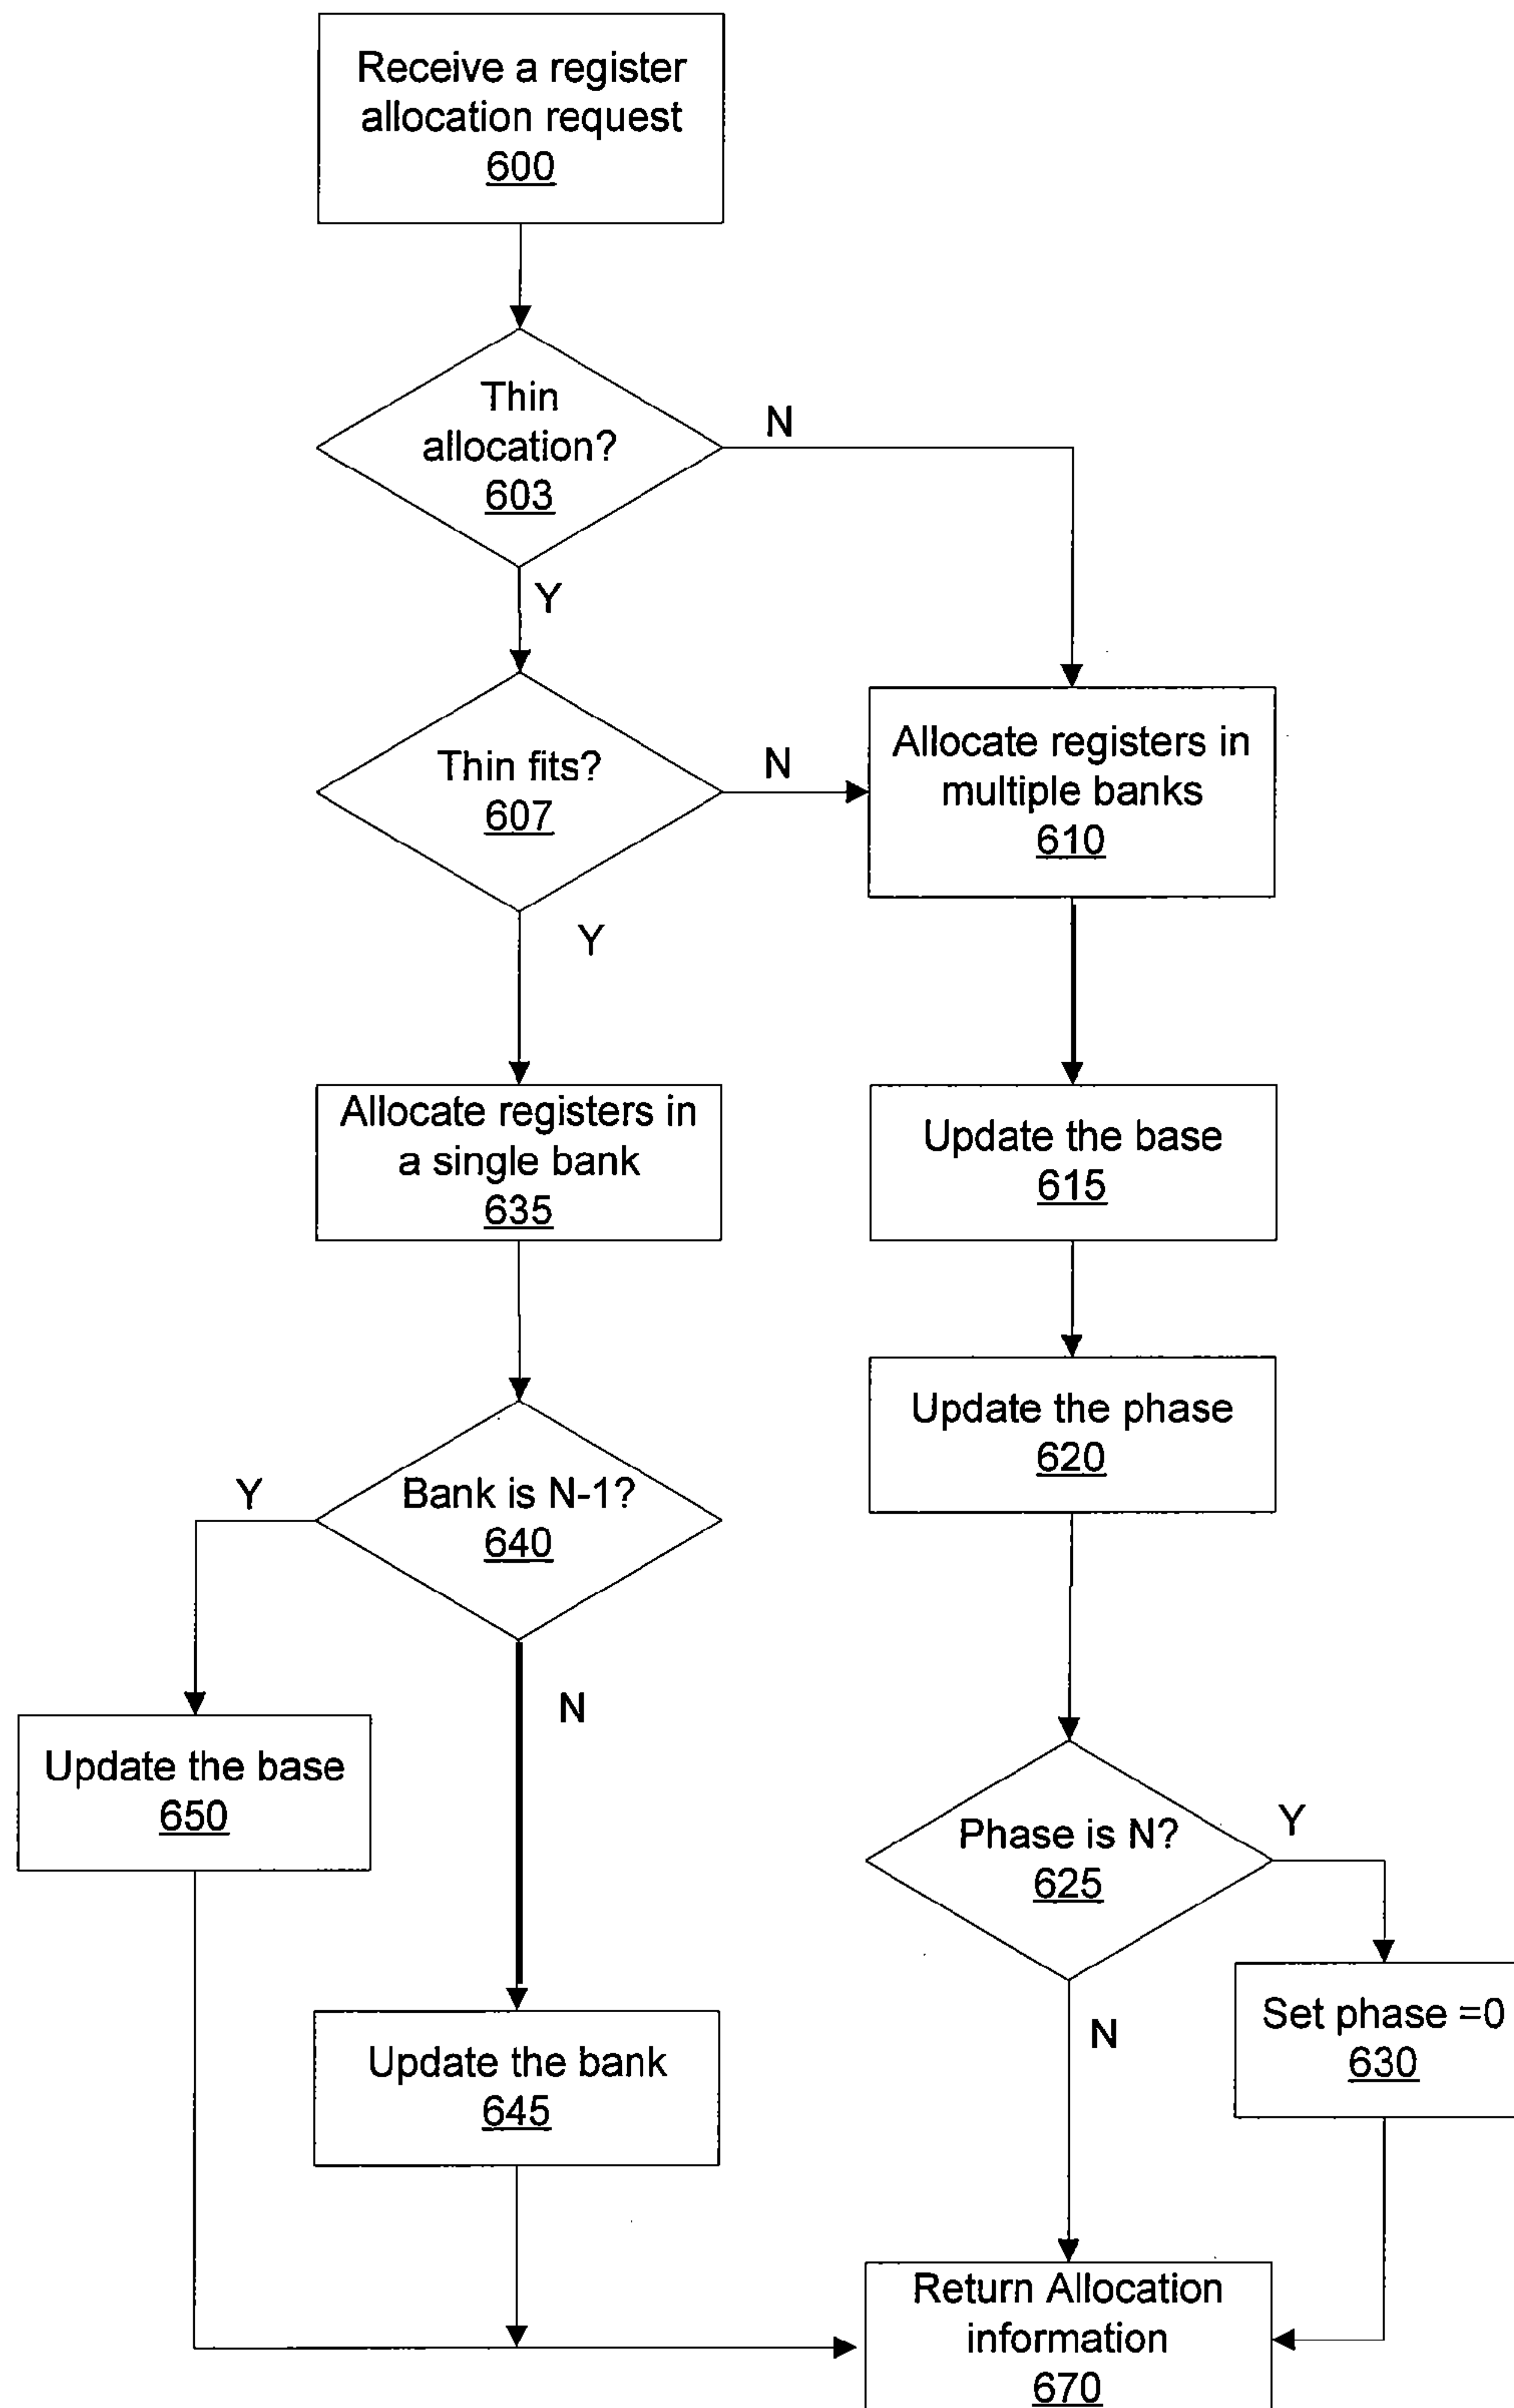 Receive a register
allocation request
600
Thin
allocation?
603
N
Y
Thin fits?
607
N
Allocate registers in
multiple banks
610
Y
Allocate registers in
a single bank
635
Update the base
615
Update the phase
620
Bank is N-1?
640
Y
N
Update the base
650
Phase is N?
625
Y
N
Set phase =0
630
Update the bank
645
Return Allocation
information
670